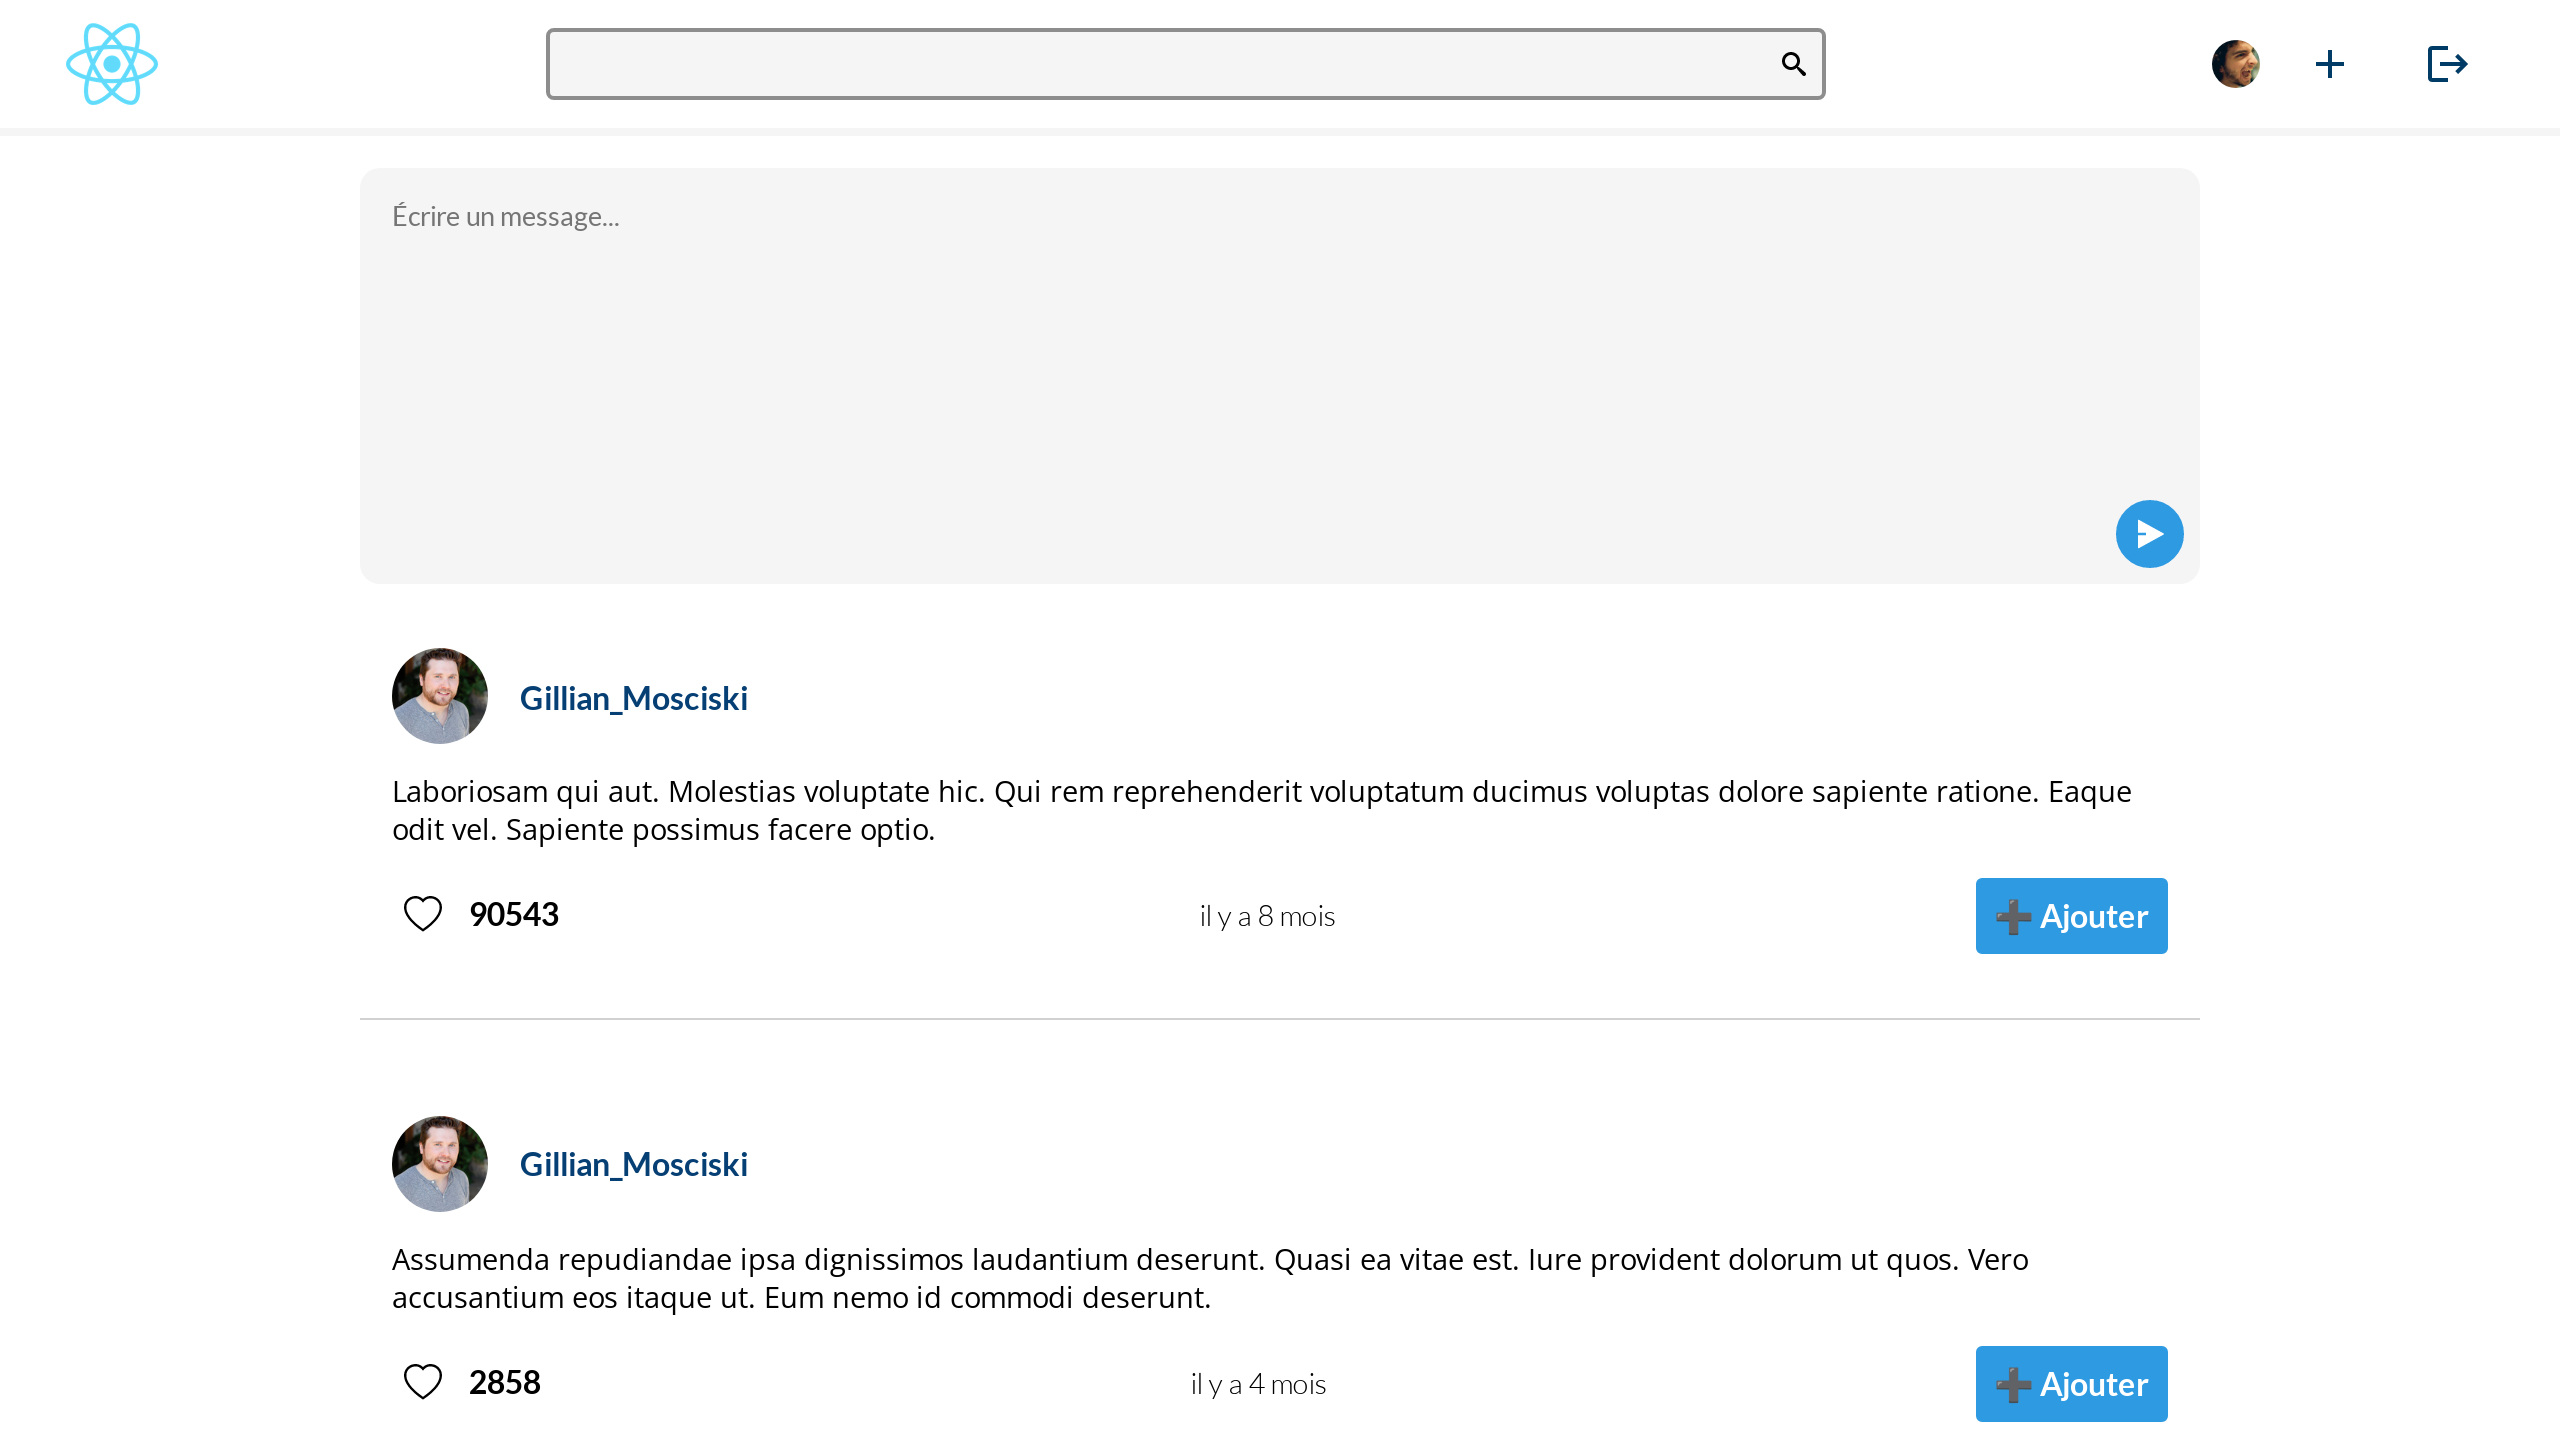 Écrire un message...
Gillian_Mosciski
Laboriosam qui aut. Molestias voluptate hic. Qui rem reprehenderit voluptatum ducimus voluptas dolore sapiente ratione. Eaque
odit vel. Sapiente possimus facere optio.
90543 il y a 8 mois ➕ Ajouter
Gillian_Mosciski
Assumenda repudiandae ipsa dignissimos laudantium deserunt. Quasi ea vitae est. Iure provident dolorum ut quos. Vero
accusantium eos itaque ut. Eum nemo id commodi deserunt.
2858 il y a 4 mois ➕ Ajouter